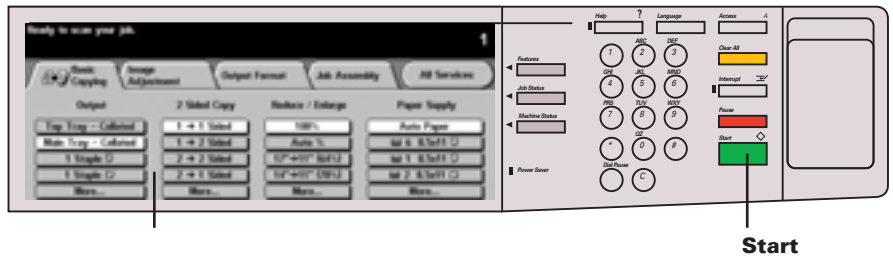 Ready to scan your job.
1
Basic
Copying
Image
Adjustment
Output Format
Job Assembly
All Services
Output
2 Sided Copy
Reduce / Enlarge
Paper Supply
Top Tray - Collated
1 → 1 Sided
100%
Auto Paper
Main Tray - Collated
1 → 2 Sided
Auto %
1 Staple
2 → 2 Sided
1 Staple
2 → 1 Sided
More...
More...
More...
More...
Help
?
Language
Access
A
Features
Job Status
Machine Status
Power Saver
1
ABC
2
DEF
3
GHI
4
JKL
5
MNO
6
PRS
7
TUV
8
WXY
9
*
QZ
0
#
Dial Pause
C
Clear All
Interrupt
Pause
Start
Start